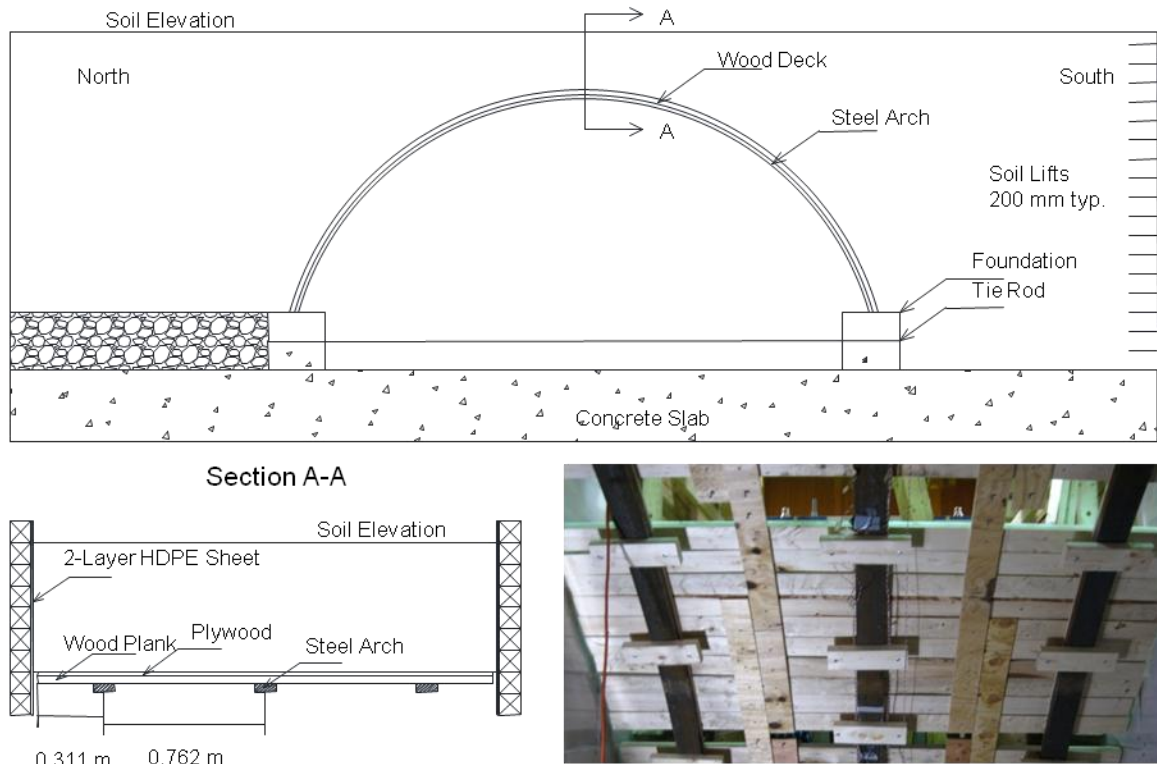 Soil Elevation
A
North
Wood Deck
South
A
Steel Arch
Soil Lifts
200 mm typ.
Foundation
Tie Rod
Concrete Slab
Section A-A
Soil Elevation
2-Layer HDPE Sheet
Wood Plank
Plywood
Steel Arch
0.311 m
0.762 m